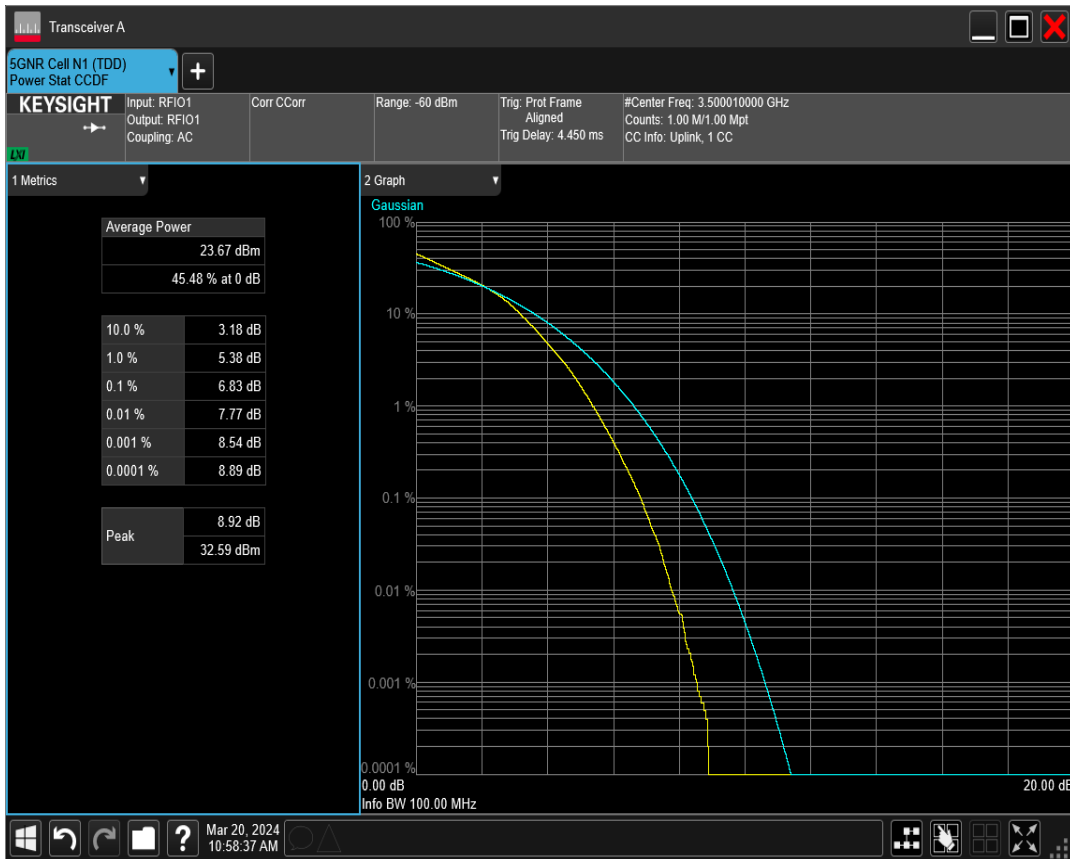 Transceiver A
5GNR Cell N1 (TDD)
Power Stat CCDF
+
KEYSIGHT
LXI
Input: RFIO1
Output: RFIO1
Coupling: AC
Corr CCorr
Range: -60 dBm
Trig: Prot Frame
Aligned
Trig Delay: 4.450 ms
#Center Freq: 3.500010000 GHz
Counts: 1.00 M/1.00 Mpt
CC Info: Uplink, 1 CC
1 Metrics
Average Power
23.67 dBm
45.48 % at 0 dB
10.0 % 3.18 dB
1.0 % 5.38 dB
0.1 % 6.83 dB
0.01 % 7.77 dB
0.001 % 8.54 dB
0.0001 % 8.89 dB
Peak
8.92 dB
32.59 dBm
2 Graph
Gaussian
100 %
10 %
1 %
0.1 %
0.01 %
0.001 %
0.0001 %
0.00 dB
20.00 dB
Info BW 100.00 MHz
?
Mar 20, 2024
10:58:37 AM